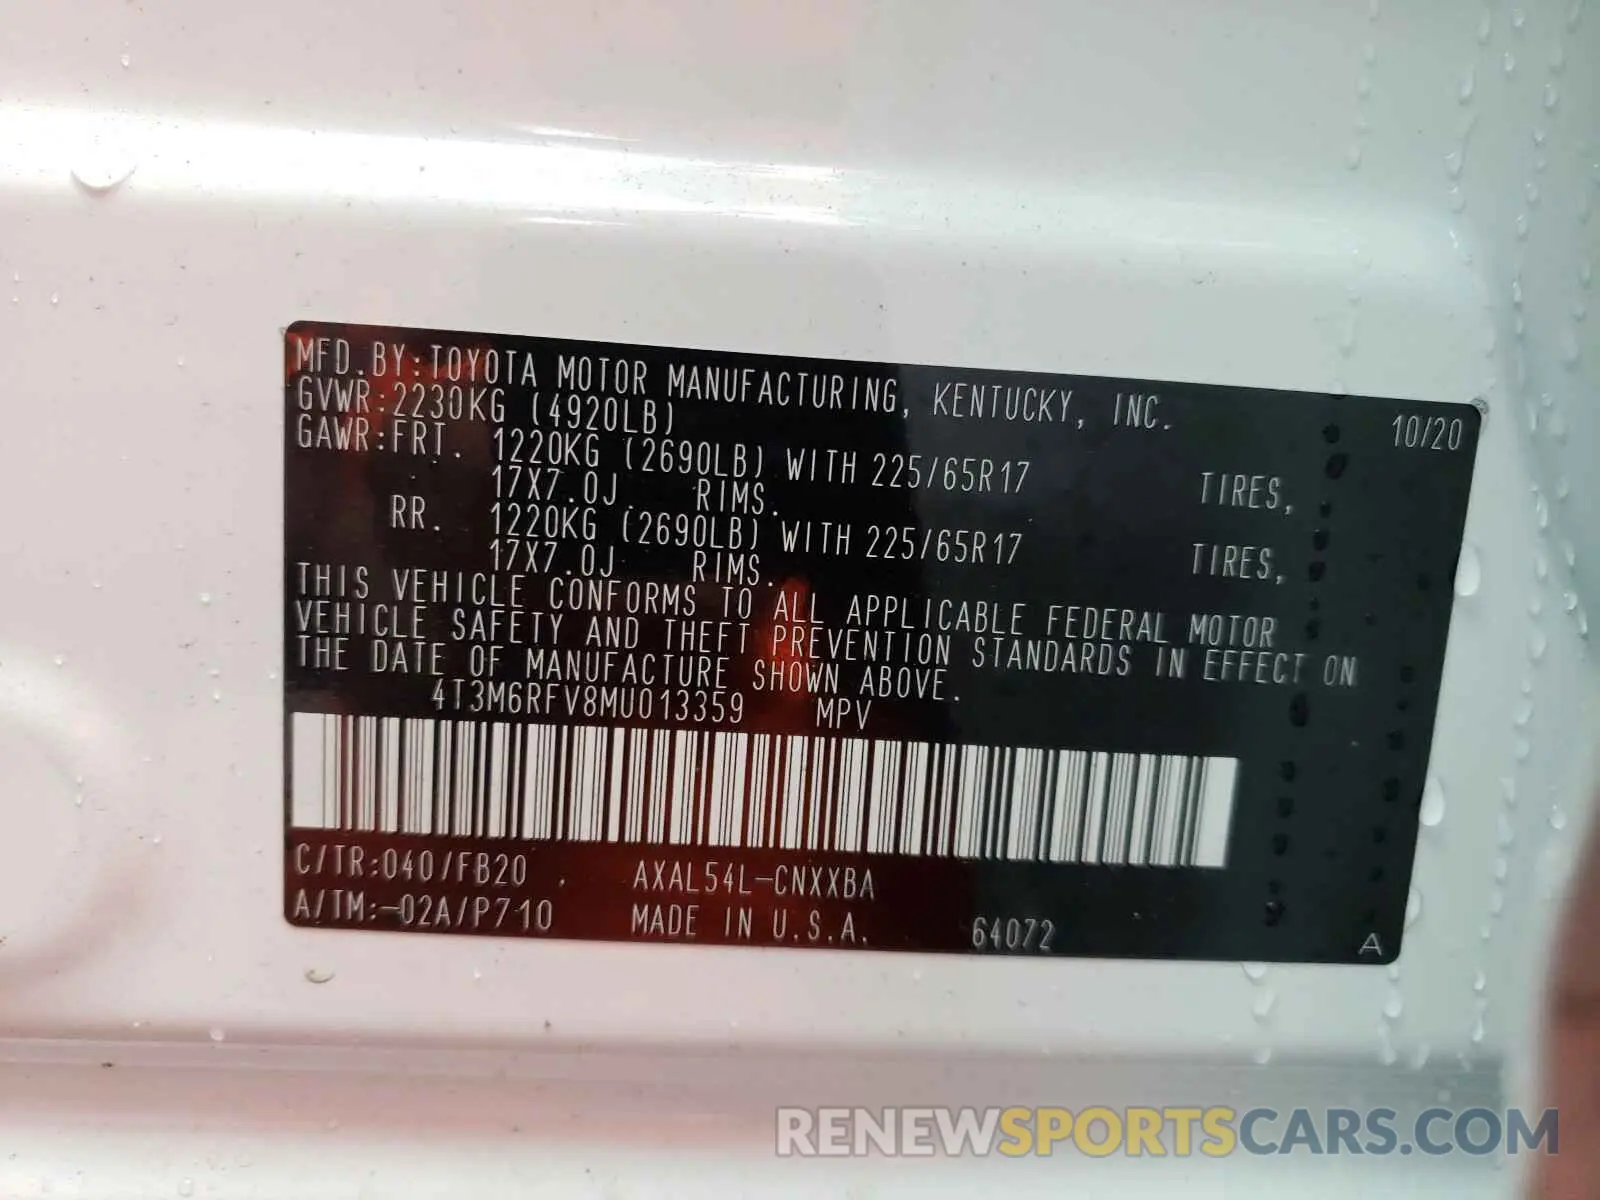 MFD.BY:TOYOTA MOTOR MANUFACTURING, KENTUCKY, INC. 10/20
GVWR:2230KG (4920LB)
GAWR:FRT. 1220KG (2690LB) WITH 225/65R17 TIRES,
17X7.0J RIMS.
RR. 1220KG (2690LB) WITH 225/65R17 TIRES,
17X7.0J RIMS.
THIS VEHICLE CONFORMS TO ALL APPLICABLE FEDERAL MOTOR
VEHICLE SAFETY AND THEFT PREVENTION STANDARDS IN EFFECT ON
THE DATE OF MANUFACTURE SHOWN ABOVE.
4T3M6RFV8MU013359 MPV
C/TR:040/FB20 . AXAL54L-CNXXBA
A/TM:-02A/P710 MADE IN U.S.A. 64072 A
RENEWSPORTSCARS.COM